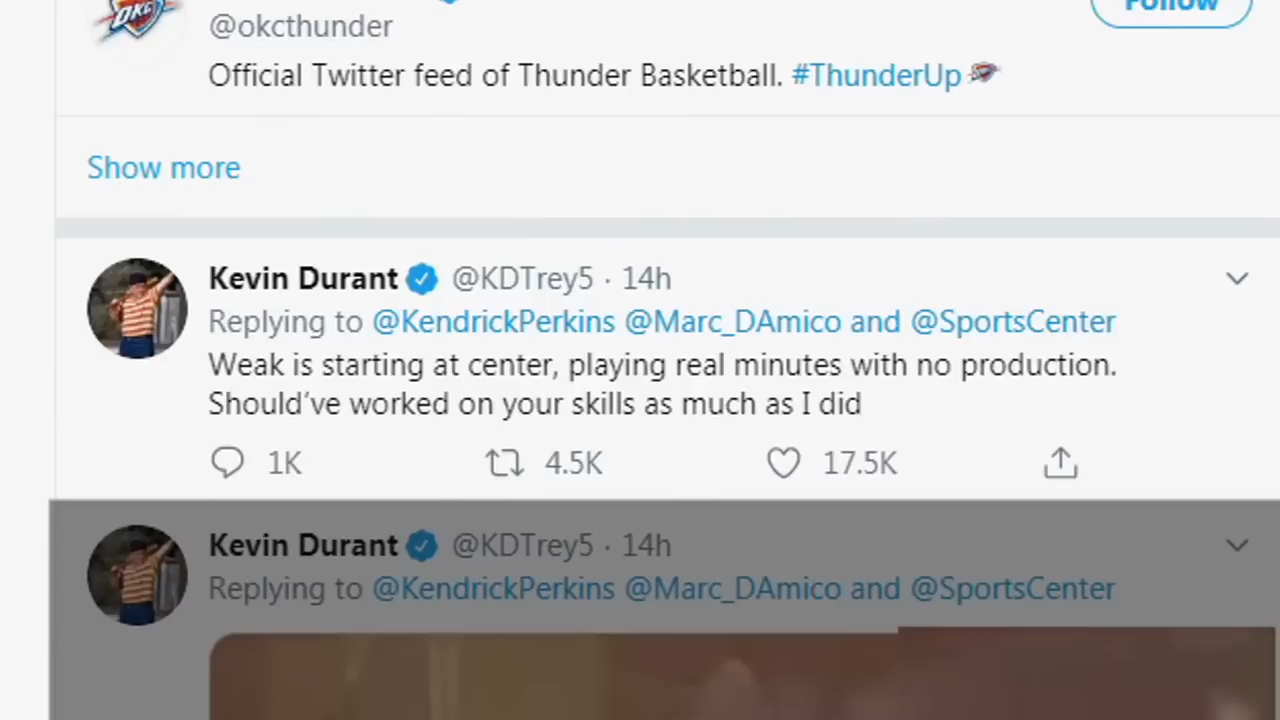 OKC
Follow
@okcthunder
Official Twitter feed of Thunder Basketball. #ThunderUp
Show more
Kevin Durant @KDTrey5 · 14h
Replying to @KendrickPerkins @Marc_DAmico and @SportsCenter
Weak is starting at center, playing real minutes with no production.
Should've worked on your skills as much as I did
1K 4.5K 17.5K
Kevin Durant @KDTrey5 · 14h
Replying to @KendrickPerkins @Marc_DAmico and @SportsCenter